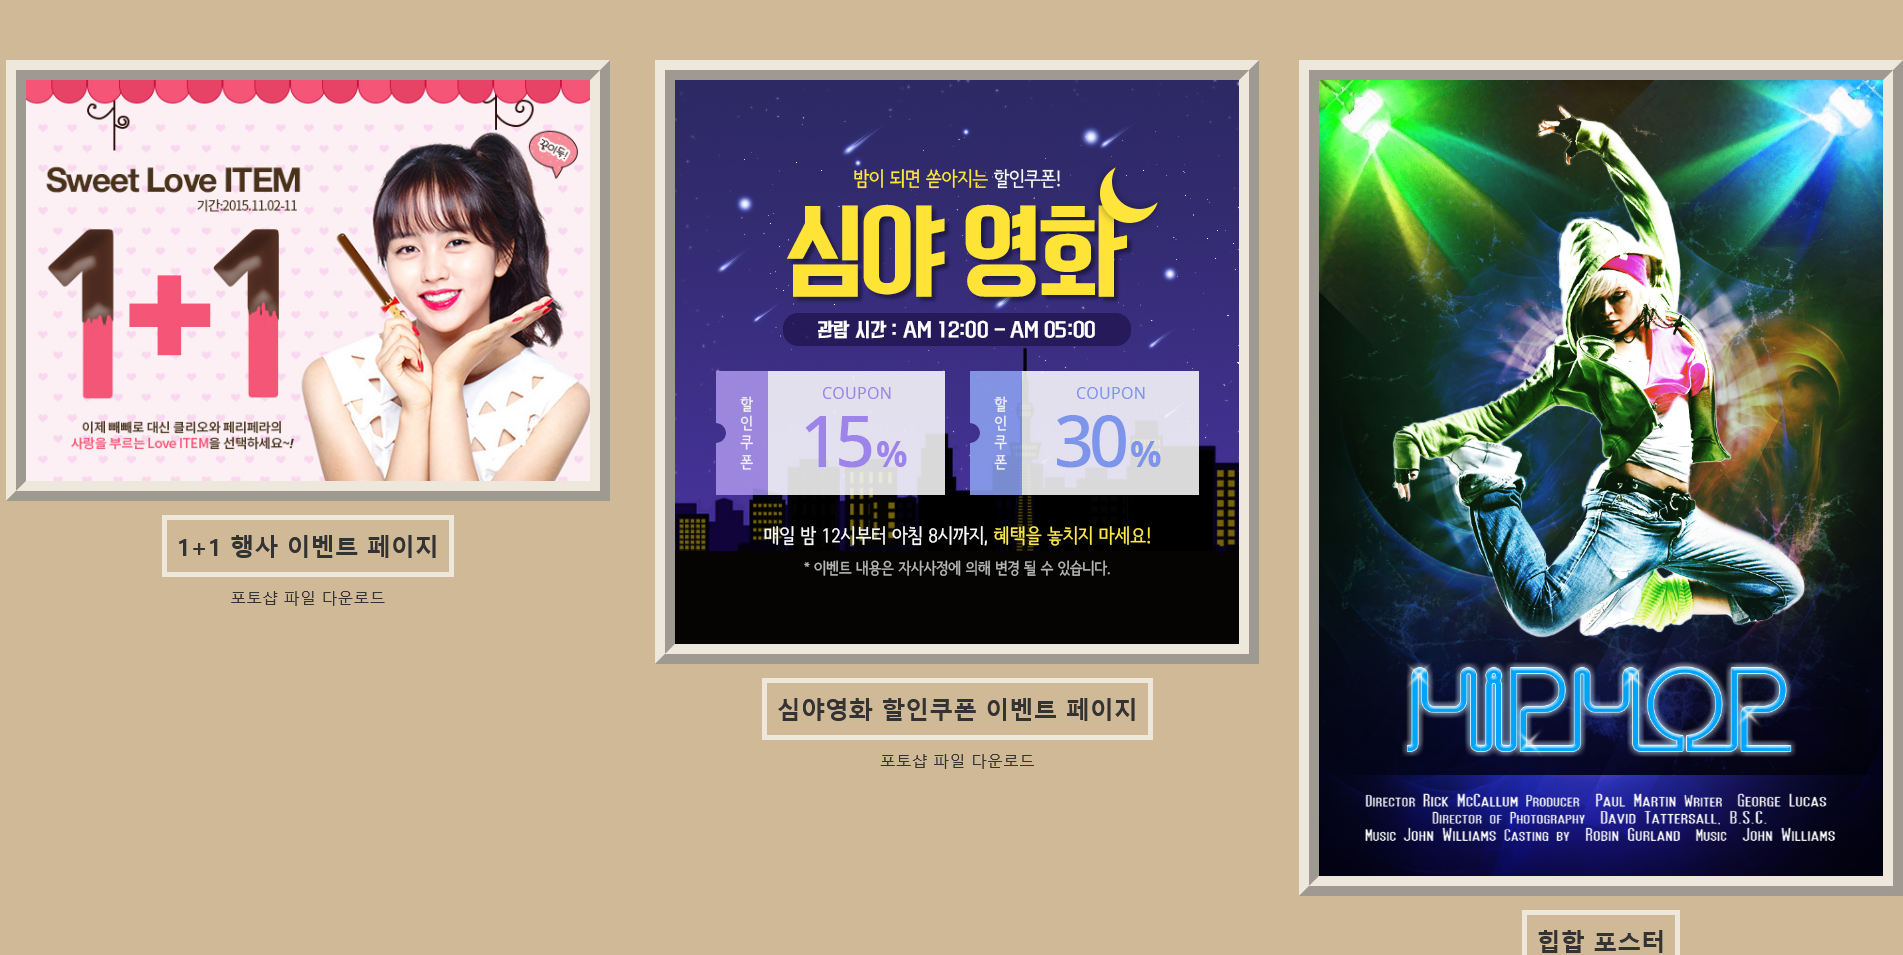 꾸이득!
Sweet Love ITEM
기간:2015.11.02-11
1+1
이제 빼빼로 대신 클리오와 페리페라의
사랑을 부르는 Love ITEM을 선택하세요~!
1+1 행사 이벤트 페이지
포토샵 파일 다운로드
밤이 되면 쏟아지는 할인쿠폰!
심야 영화
관람 시간 : AM 12:00 - AM 05:00
할인쿠폰
COUPON
15%
할인쿠폰
COUPON
30%
매일 밤 12시부터 아침 8시까지, 혜택을 놓치지 마세요!
* 이벤트 내용은 자사사정에 의해 변경 될 수 있습니다.
심야영화 할인쿠폰 이벤트 페이지
포토샵 파일 다운로드
HIPHOP
DIRECTOR RICK MCCALLUM PRODUCER PAUL MARTIN WRITER GEORGE LUCAS
DIRECTOR OF PHOTOGRAPHY DAVID TATTERSALL, B.S.C.
MUSIC JOHN WILLIAMS CASTING BY ROBIN GURLAND MUSIC JOHN WILLIAMS
힙합 포스터